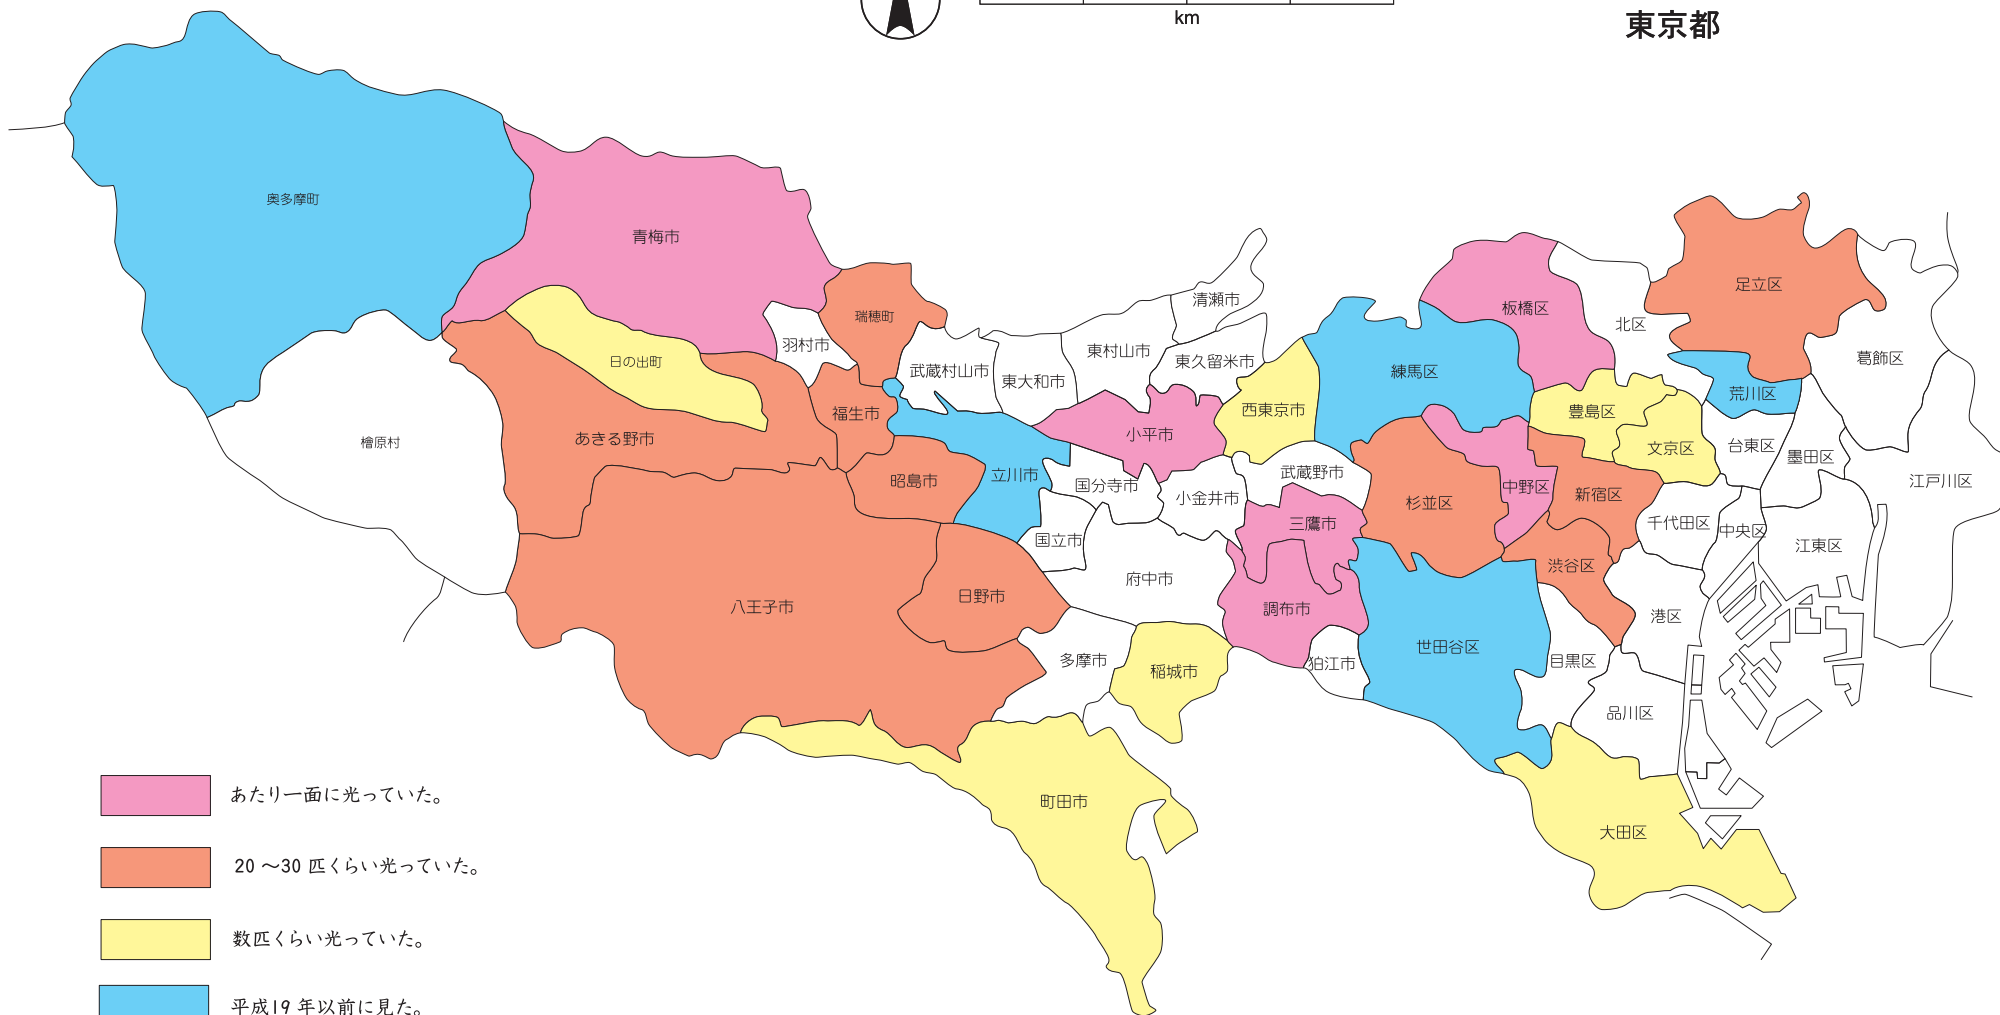 km
東京都
奥多摩町
青梅市
瑞穂町
羽村市
日の出町
あきる野市
福生市
檜原村
昭島市
八王子市
日野市
武蔵村山市
東大和市
東村山市
清瀬市
東久留米市
小平市
西東京市
立川市
国分寺市
小金井市
武蔵野市
国立市
府中市
三鷹市
調布市
狛江市
多摩市
稲城市
町田市
練馬区
板橋区
北区
足立区
葛飾区
荒川区
豊島区
文京区
台東区
墨田区
江戸川区
中野区
杉並区
新宿区
千代田区
中央区
江東区
渋谷区
港区
世田谷区
目黒区
品川区
大田区
あたり一面に光っていた。
20～30匹くらい光っていた。
数匹くらい光っていた。
平成19年以前に見た。